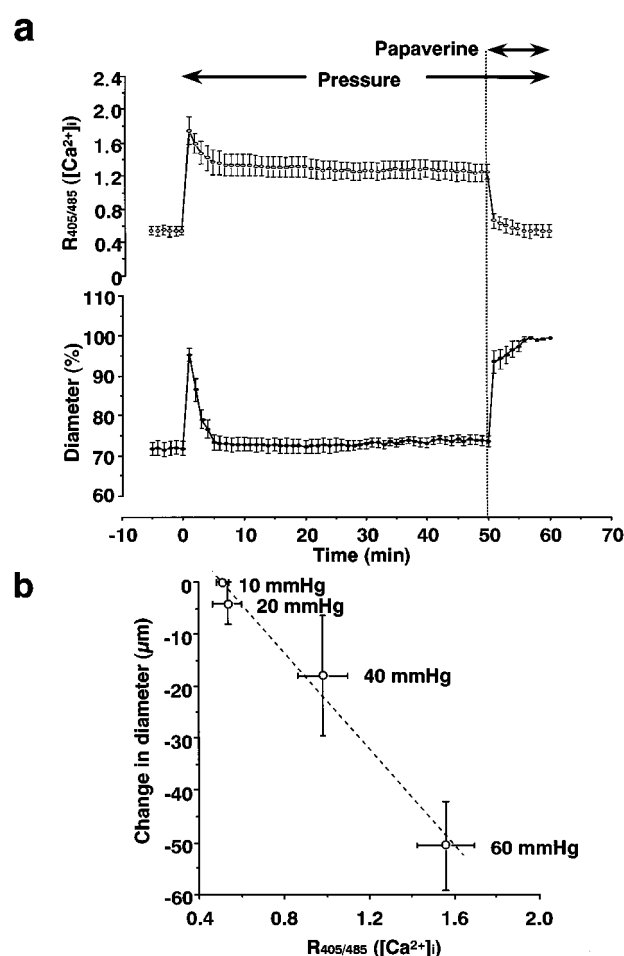 a
Papaverine
Pressure
R405/485 ([Ca2+]i)
2.4
2.0
1.6
1.2
0.8
0.4
0
Diameter (%)
110
100
90
80
70
60
-10 0 10 20 30 40 50 60 70
Time (min)
b
Change in diameter (µm)
0
-10
-20
-30
-40
-50
-60
10 mmHg
20 mmHg
40 mmHg
60 mmHg
0.4 0.8 1.2 1.6 2.0
R405/485 ([Ca2+]i)